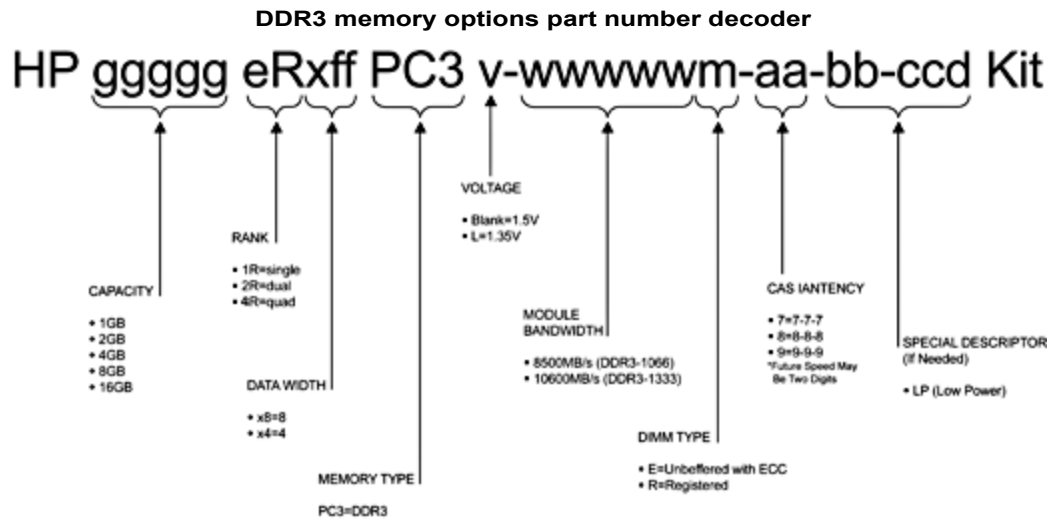 DDR3 memory options part number decoder
HP ggggg eRxff PC3 v-wwwwwm-aa-bb-ccd Kit
VOLTAGE
▪ Blank=1.5V
▪ L=1.35V
RANK
▪ 1R=single
▪ 2R=dual
▪ 4R=quad
CAPACITY
• 1GB
• 2GB
• 4GB
• 8GB
• 16GB
CAS IANTENCY
▪ 7=7-7-7
▪ 8=8-8-8
▪ 9=9-9-9
*Future Speed May
Be Two Digits
MODULE
BANDWIDTH
▪ 8500MB/s (DDR3-1066)
▪ 10600MB/s (DDR3-1333)
SPECIAL DESCRIPTOR
(If Needed)
• LP (Low Power)
DATA WIDTH
• x8=8
• x4=4
DIMM TYPE
▪ E=Unbeffered with ECC
▪ R=Registered
MEMORY TYPE
PC3=DDR3